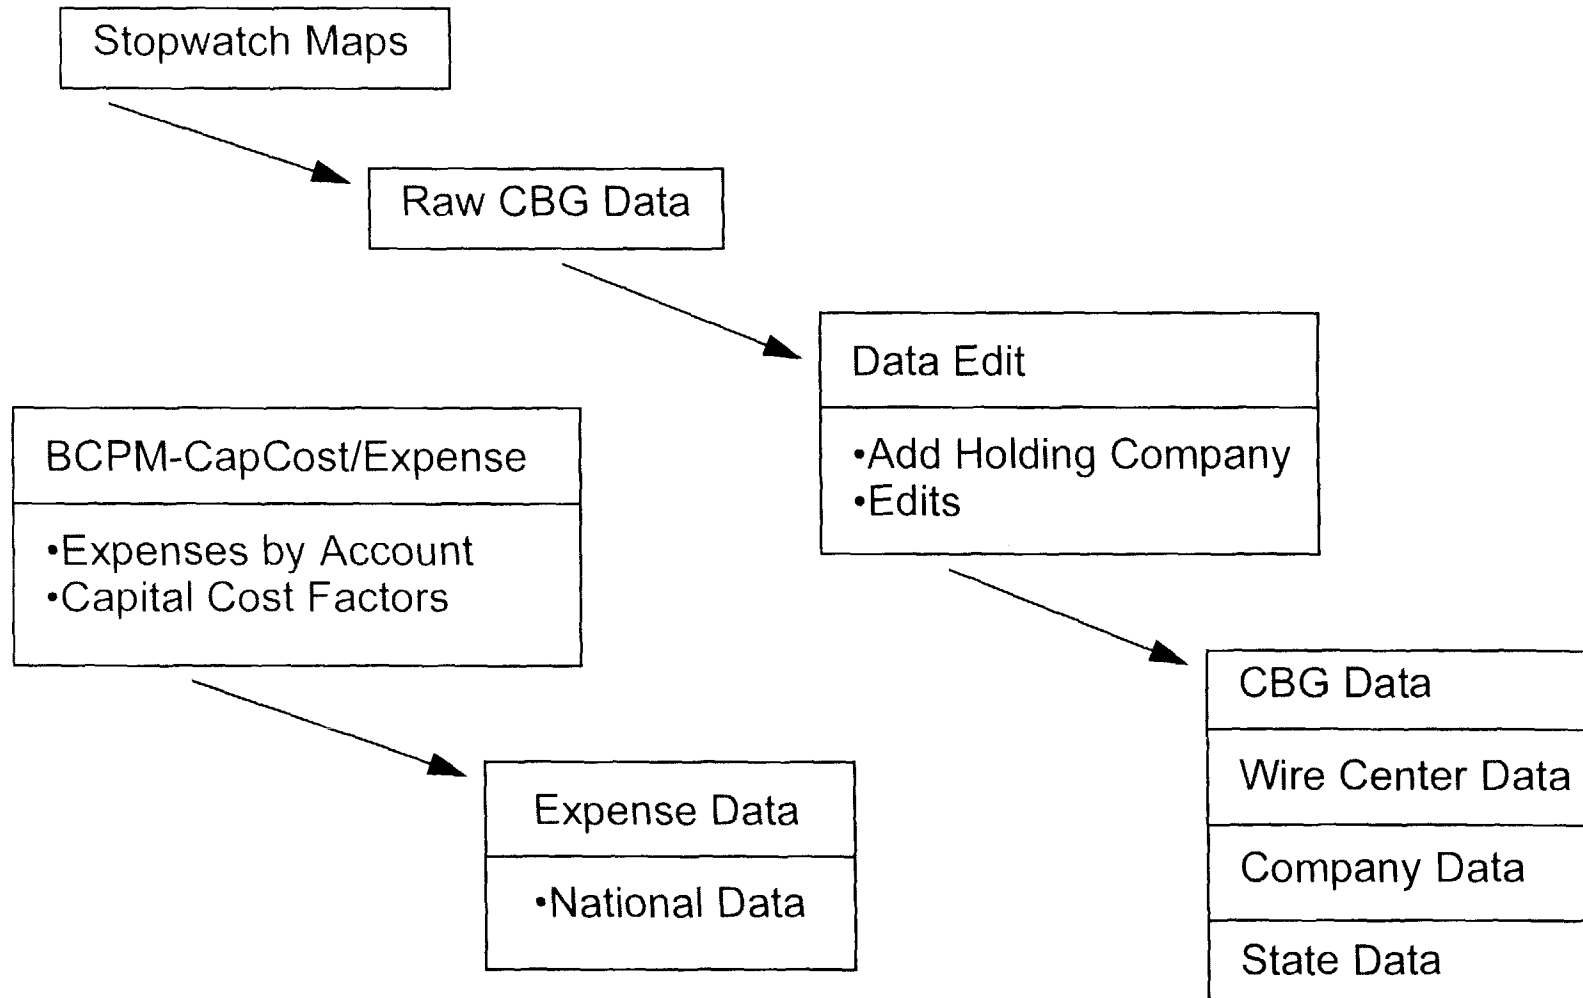 Stopwatch Maps
Raw CBG Data
Data Edit
•Add Holding Company
•Edits
BCPM-CapCost/Expense
•Expenses by Account
•Capital Cost Factors
CBG Data
Wire Center Data
Company Data
State Data
Expense Data
•National Data